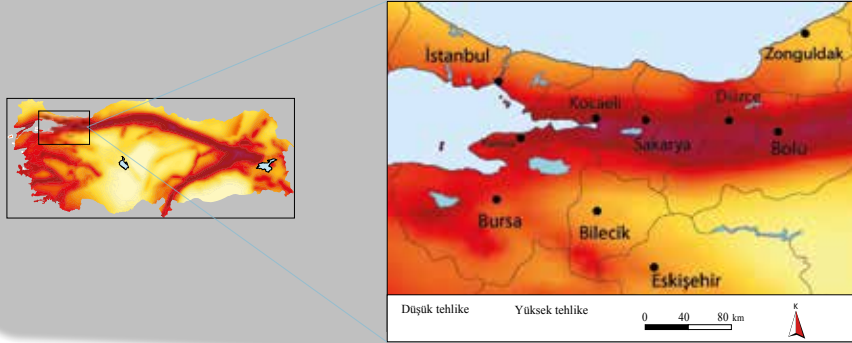 İstanbul
Zonguldak
Kocaeli
Düzce
Sakarya
Bolu
Bursa
Bilecik
Eskişehir
Düşük tehlike
Yüksek tehlike
0 40 80 km
K